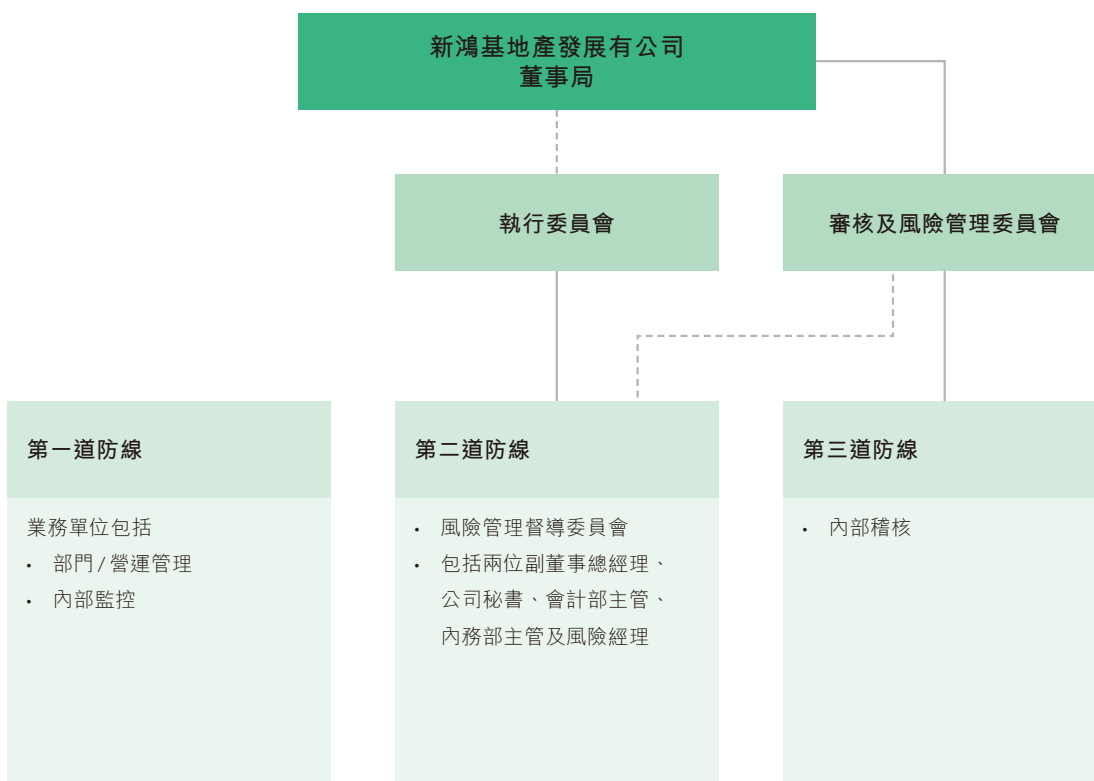 新鴻基地產發展有公司
董事局
執行委員會
審核及風險管理委員會
第一道防線
業務單位包括
• 部門/營運管理
• 內部監控
第二道防線
• 風險管理督導委員會
• 包括兩位副董事總經理、
公司秘書、會計部主管、
內務部主管及風險經理
第三道防線
• 內部稽核